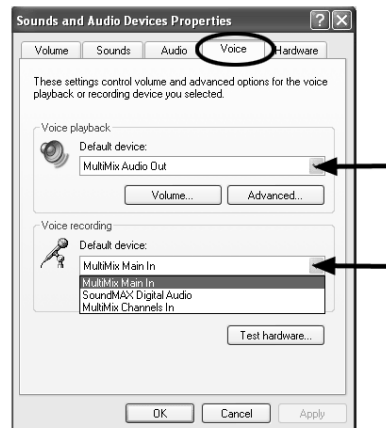 Sounds and Audio Devices Properties
Volume Sounds Audio Voice Hardware
These settings control volume and advanced options for the voice
playback or recording device you selected.
Voice playback
Default device:
MultiMix Audio Out
Volume... Advanced...
Voice recording
Default device:
MultiMix Main In
MultiMix Main In
SoundMAX Digital Audio
MultiMix Channels In
Test hardware...
OK Cancel Apply